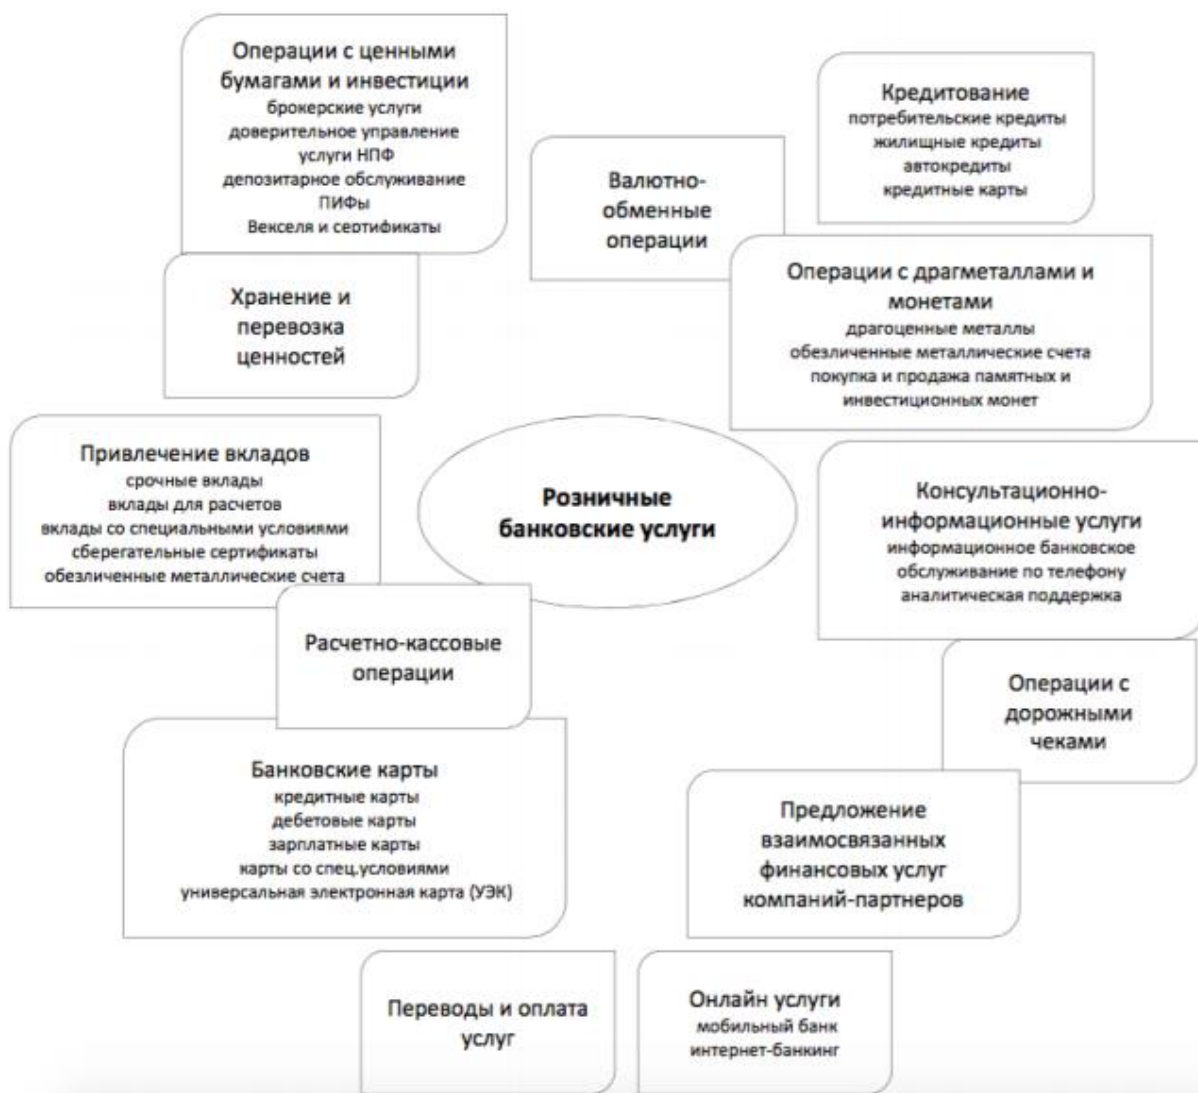 Операции с ценными
бумагами и инвестиции
брокерские услуги
доверительное управление
услуги НПФ
депозитарное обслуживание
ПИФы
Векселя и сертификаты
Кредитование
потребительские кредиты
жилищные кредиты
автокредиты
кредитные карты
Валютно-
обменные
операции
Операции с драгметаллами и
монетами
драгоценные металлы
обезличенные металлические счета
покупка и продажа памятных и
инвестиционных монет
Хранение и
перевозка
ценностей
Привлечение вкладов
срочные вклады
вклады для расчетов
вклады со специальными условиями
сберегательные сертификаты
обезличенные металлические счета
Розничные
банковские услуги
Консультационно-
информационные услуги
информационное банковское
обслуживание по телефону
аналитическая поддержка
Расчетно-кассовые
операции
Операции с
дорожными
чеками
Банковские карты
кредитные карты
дебетовые карты
зарплатные карты
карты со спец.условиями
универсальная электронная карта (УЭК)
Предложение
взаимосвязанных
финансовых услуг
компаний-партнеров
Переводы и оплата
услуг
Онлайн услуги
мобильный банк
интернет-банкинг